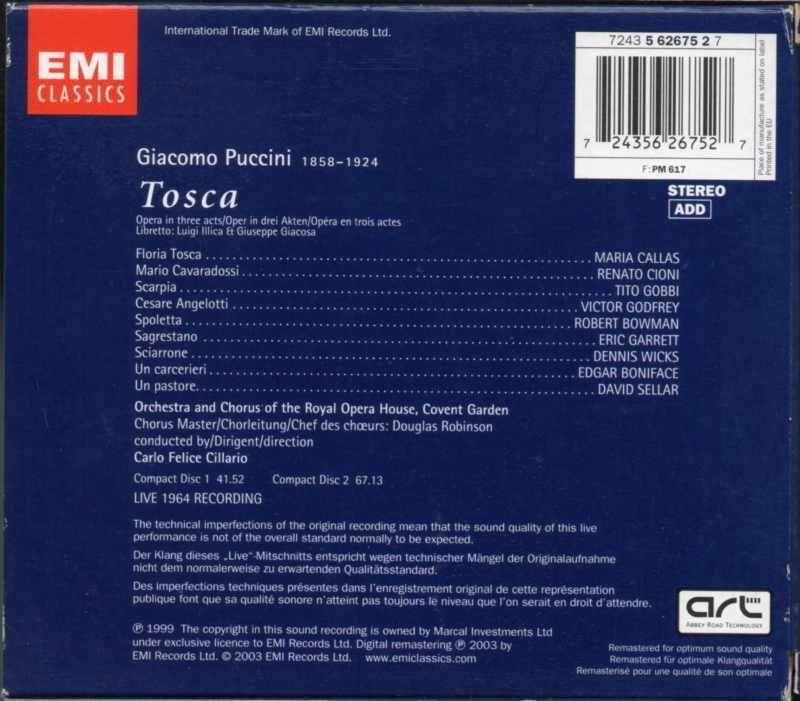 International Trade Mark of EMI Records Ltd.
EMI
CLASSICS
7243 5 62675 2 7
7 24356 26752 7
F: PM 617
Place of manufacture as stated on label
Printed in the EU
STEREO
ADD
Giacomo Puccini 1858–1924
Tosca
Opera in three acts/Oper in drei Akten/Opéra en trois actes
Libretto: Luigi Illica & Giuseppe Giacosa
Floria Tosca MARIA CALLAS
Mario Cavaradossi RENATO CIONI
Scarpia TITO GOBBI
Cesare Angelotti VICTOR GODFREY
Spoletta ROBERT BOWMAN
Sagrestano ERIC GARRETT
Sciarrone DENNIS WICKS
Un carcerieri EDGAR BONIFACE
Un pastore DAVID SELLAR
Orchestra and Chorus of the Royal Opera House, Covent Garden
Chorus Master/Chorleitung/Chef des chœurs: Douglas Robinson
conducted by/Dirigent/direction
Carlo Felice Cillario
Compact Disc 1 41.52 Compact Disc 2 67.13
LIVE 1964 RECORDING
The technical imperfections of the original recording mean that the sound quality of this live
performance is not of the overall standard normally to be expected.
Der Klang dieses „Live“-Mitschnitts entspricht wegen technischer Mängel der Originalaufnahme
nicht dem normalerweise zu erwartenden Qualitätsstandard.
Des imperfections techniques présentes dans l'enregistrement original de cette représentation
publique font que sa qualité sonore n'atteint pas toujours le niveau que l'on serait en droit d'attendre.
℗ 1999 The copyright in this sound recording is owned by Marcal Investments Ltd
under exclusive licence to EMI Records Ltd. Digital remastering ℗ 2003 by
EMI Records Ltd. © 2003 EMI Records Ltd. www.emiclassics.com
art
ABBEY ROAD TECHNOLOGY
Remastered for optimum sound quality
Remastered für optimale Klangqualität
Remasterisé pour une qualité de son optimale